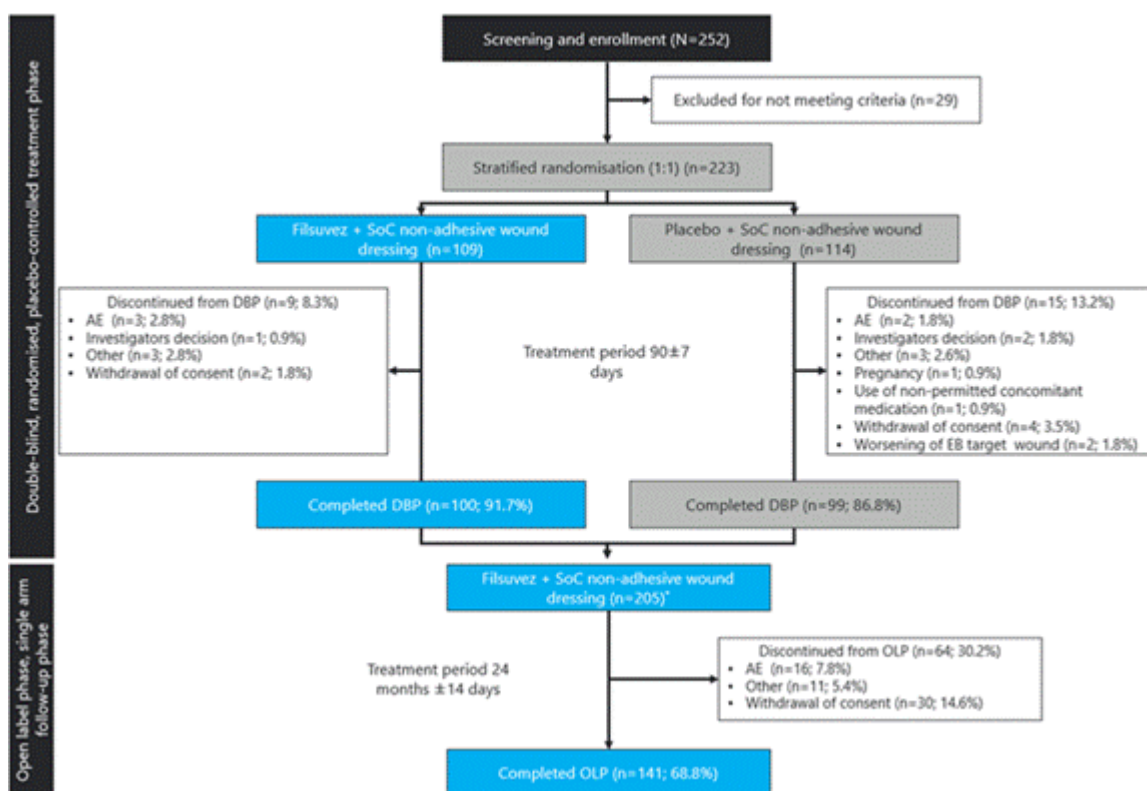 Double-blind, randomised, placebo-controlled treatment phase
Screening and enrollment (N=252)
Excluded for not meeting criteria (n=29)
Stratified randomisation (1:1) (n=223)
Filsuvez + SoC non-adhesive wound
dressing (n=109)
Placebo + SoC non-adhesive wound
dressing (n=114)
Discontinued from DBP (n=9; 8.3%)
• AE (n=3; 2.8%)
• Investigators decision (n=1; 0.9%)
• Other (n=3; 2.8%)
• Withdrawal of consent (n=2; 1.8%)
Treatment period 90±7
days
Discontinued from DBP (n=15; 13.2%)
• AE (n=2; 1.8%)
• Investigators decision (n=2; 1.8%)
• Other (n=3; 2.6%)
• Pregnancy (n=1; 0.9%)
• Use of non-permitted concomitant
medication (n=1; 0.9%)
• Withdrawal of consent (n=4; 3.5%)
• Worsening of EB target wound (n=2; 1.8%)
Completed DBP (n=100; 91.7%)
Completed DBP (n=99; 86.8%)
Open label phase, single arm
follow-up phase
Filsuvez + SoC non-adhesive wound
dressing (n=205)*
Treatment period 24
months ±14 days
Discontinued from OLP (n=64; 30.2%)
• AE (n=16; 7.8%)
• Other (n=11; 5.4%)
• Withdrawal of consent (n=30; 14.6%)
Completed OLP (n=141; 68.8%)